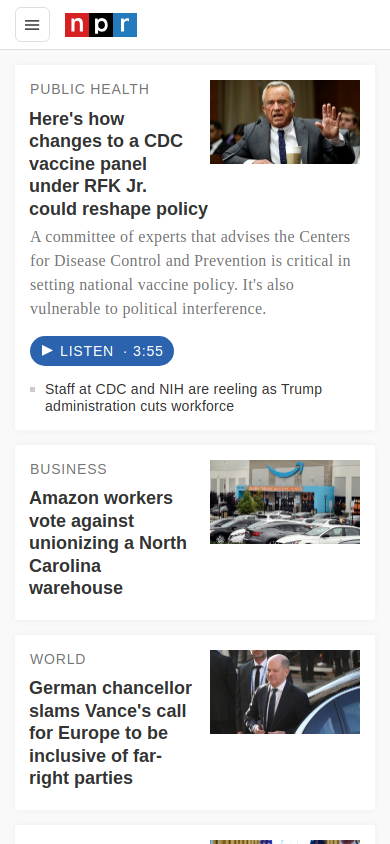 npr
PUBLIC HEALTH
Here's how
changes to a CDC
vaccine panel
under RFK Jr.
could reshape policy
A committee of experts that advises the Centers
for Disease Control and Prevention is critical in
setting national vaccine policy. It's also
vulnerable to political interference.
LISTEN · 3:55
Staff at CDC and NIH are reeling as Trump
administration cuts workforce
BUSINESS
Amazon workers
vote against
unionizing a North
Carolina
warehouse
WORLD
German chancellor
slams Vance's call
for Europe to be
inclusive of far-
right parties